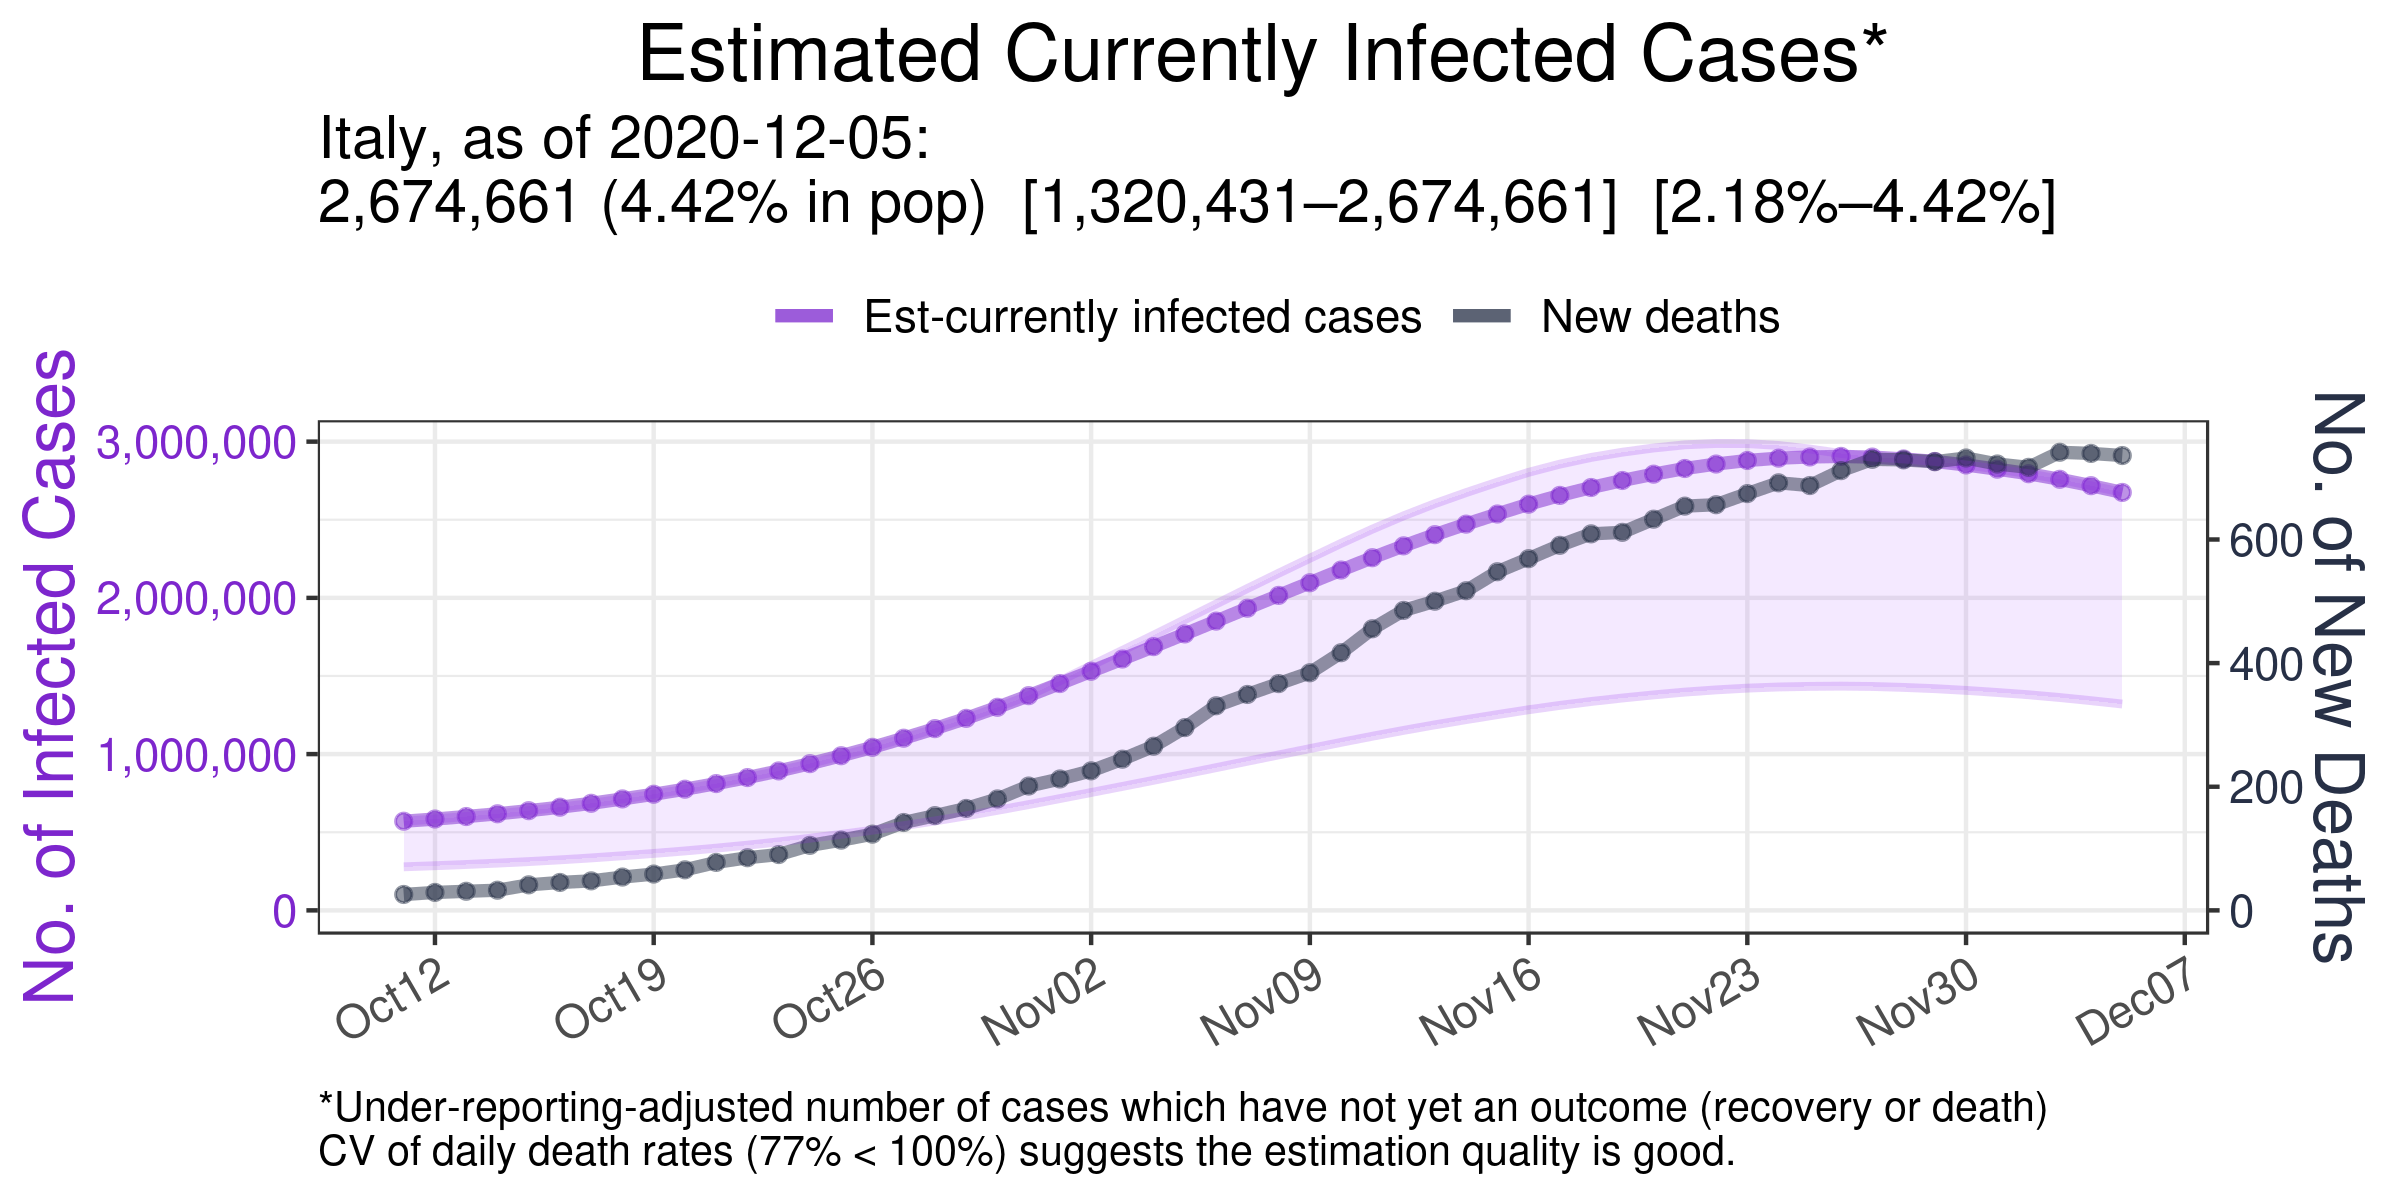 Estimated Currently Infected Cases*
Italy, as of 2020-12-05:
2,674,661 (4.42% in pop)  [1,320,431–2,674,661]  [2.18%–4.42%]
Est-currently infected cases
New deaths
No. of Infected Cases
3,000,000
2,000,000
1,000,000
0
No. of New Deaths
600
400
200
0
Oct12
Oct19
Oct26
Nov02
Nov09
Nov16
Nov23
Nov30
Dec07
*Under-reporting-adjusted number of cases which have not yet an outcome (recovery or death)
CV of daily death rates (77% < 100%) suggests the estimation quality is good.